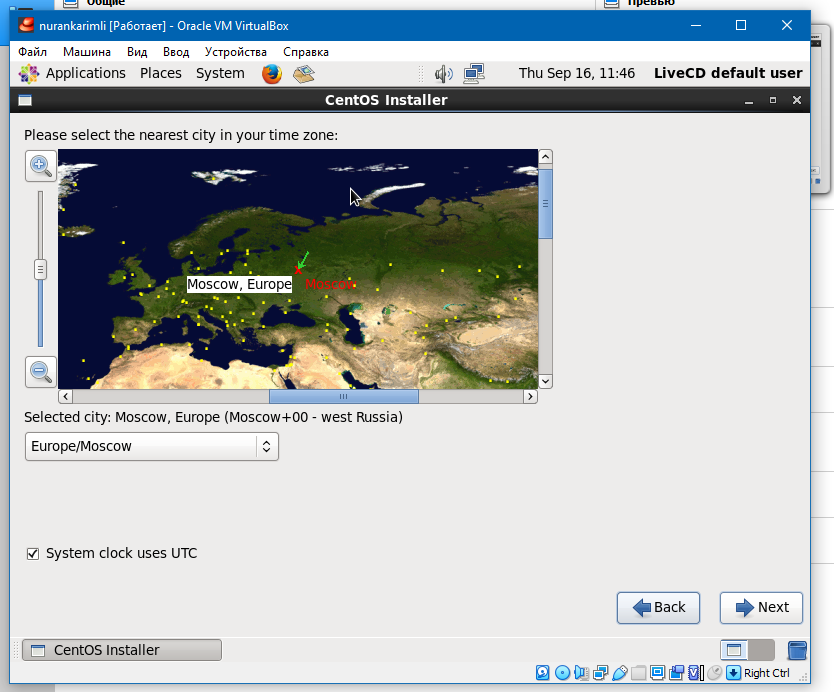 Общие
Превью
nurankarimli [Работает] - Oracle VM VirtualBox
Файл Машина Вид Ввод Устройства Справка
Applications Places System Thu Sep 16, 11:46 LiveCD default user
CentOS Installer
Please select the nearest city in your time zone:
Moscow, Europe
Moscow
Selected city: Moscow, Europe (Moscow+00 - west Russia)
Europe/Moscow
System clock uses UTC
Back Next
CentOS Installer
Right Ctrl